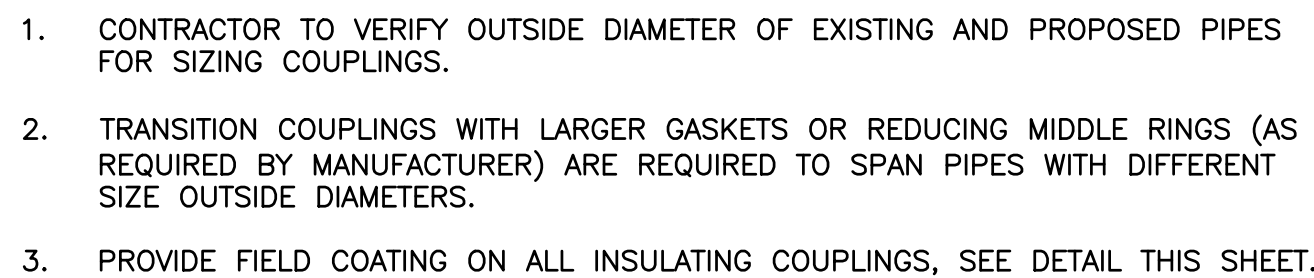 1. CONTRACTOR TO VERIFY OUTSIDE DIAMETER OF EXISTING AND PROPOSED PIPES
FOR SIZING COUPLINGS.
2. TRANSITION COUPLINGS WITH LARGER GASKETS OR REDUCING MIDDLE RINGS (AS
REQUIRED BY MANUFACTURER) ARE REQUIRED TO SPAN PIPES WITH DIFFERENT
SIZE OUTSIDE DIAMETERS.
3. PROVIDE FIELD COATING ON ALL INSULATING COUPLINGS, SEE DETAIL THIS SHEET